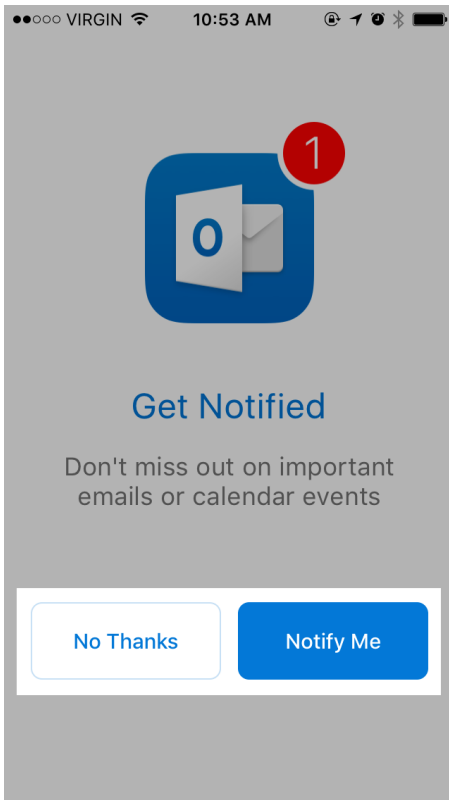 VIRGIN 10:53 AM
1
O
Get Notified
Don't miss out on important
emails or calendar events
No Thanks Notify Me